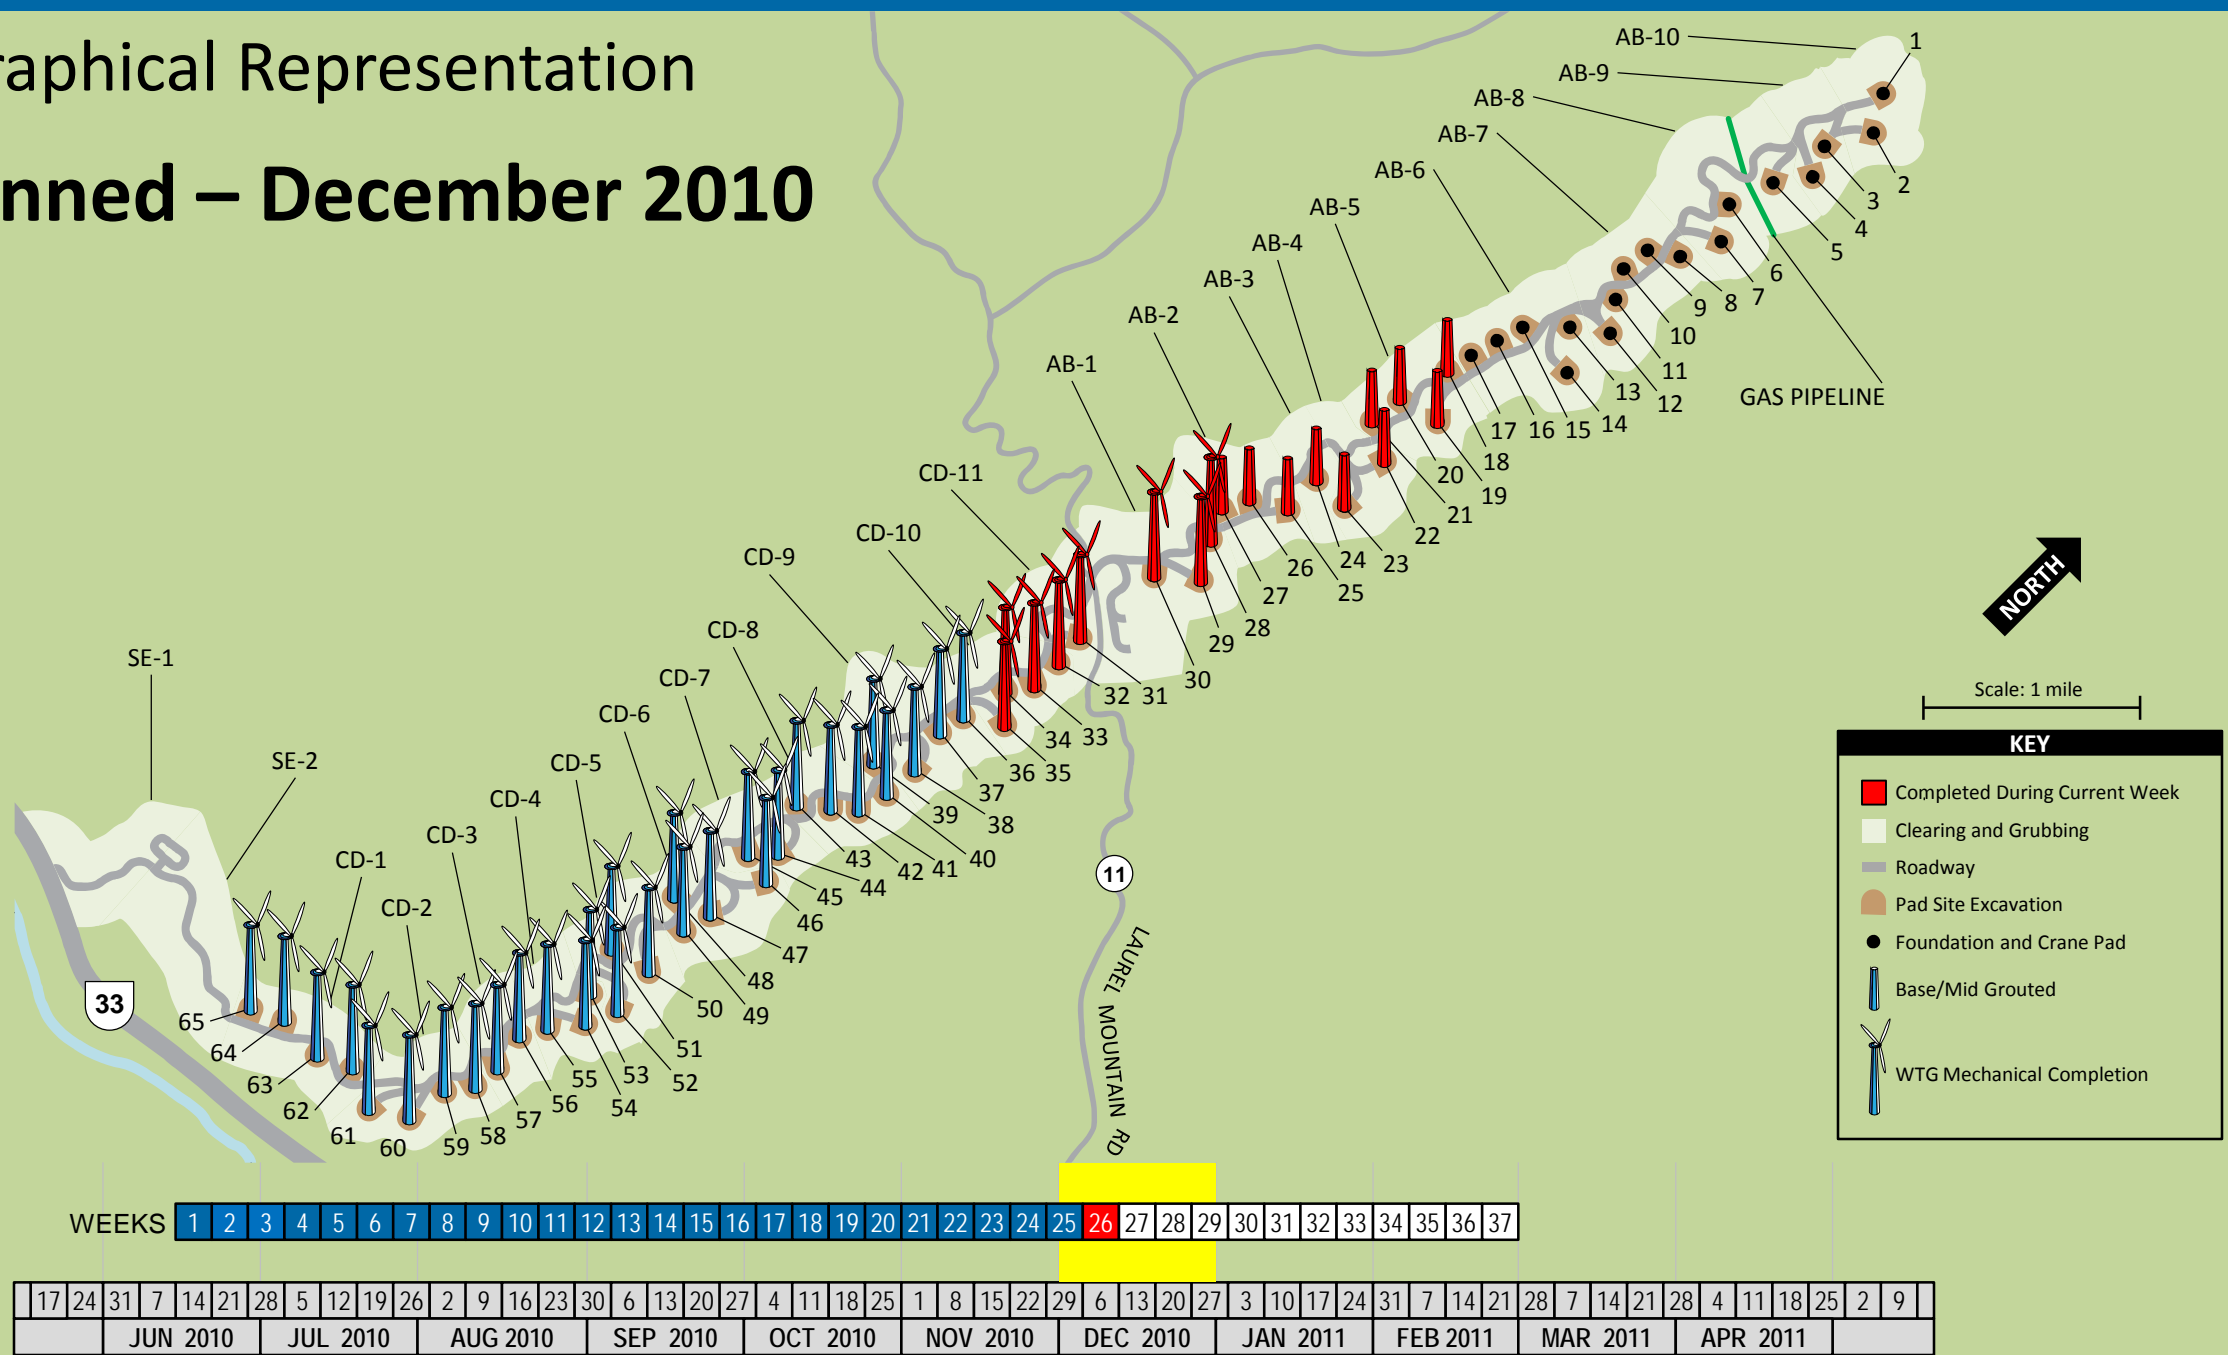 raphical Representation
nned – December 2010
AB-10
1
AB-9
AB-8
AB-7
AB-6
AB-5
AB-4
AB-3
AB-2
AB-1
2
3
4
5
6
7
8
9
10
11
12
13
14
15
16
17
18
19
20
21
22
23
24
25
26
27
28
29
30
31
32
33
34
35
36
37
38
39
40
41
42
43
44
45
46
47
48
49
50
51
52
53
54
55
56
57
58
59
60
61
62
63
64
65
GAS PIPELINE
CD-11
CD-10
CD-9
CD-8
CD-7
CD-6
CD-5
CD-4
CD-3
CD-2
CD-1
SE-2
SE-1
33
11
LAUREL MOUNTAIN RD
NORTH
Scale: 1 mile
KEY
Completed During Current Week
Clearing and Grubbing
Roadway
Pad Site Excavation
Foundation and Crane Pad
Base/Mid Grouted
WTG Mechanical Completion
WEEKS 1 2 3 4 5 6 7 8 9 10 11 12 13 14 15 16 17 18 19 20 21 22 23 24 25 26 27 28 29 30 31 32 33 34 35 36 37
17 24 31 7 14 21 28 5 12 19 26 2 9 16 23 30 6 13 20 27 4 11 18 25 1 8 15 22 29 6 13 20 27 3 10 17 24 31 7 14 21 28 7 14 21 28 4 11 18 25 2 9
JUN 2010 JUL 2010 AUG 2010 SEP 2010 OCT 2010 NOV 2010 DEC 2010 JAN 2011 FEB 2011 MAR 2011 APR 2011